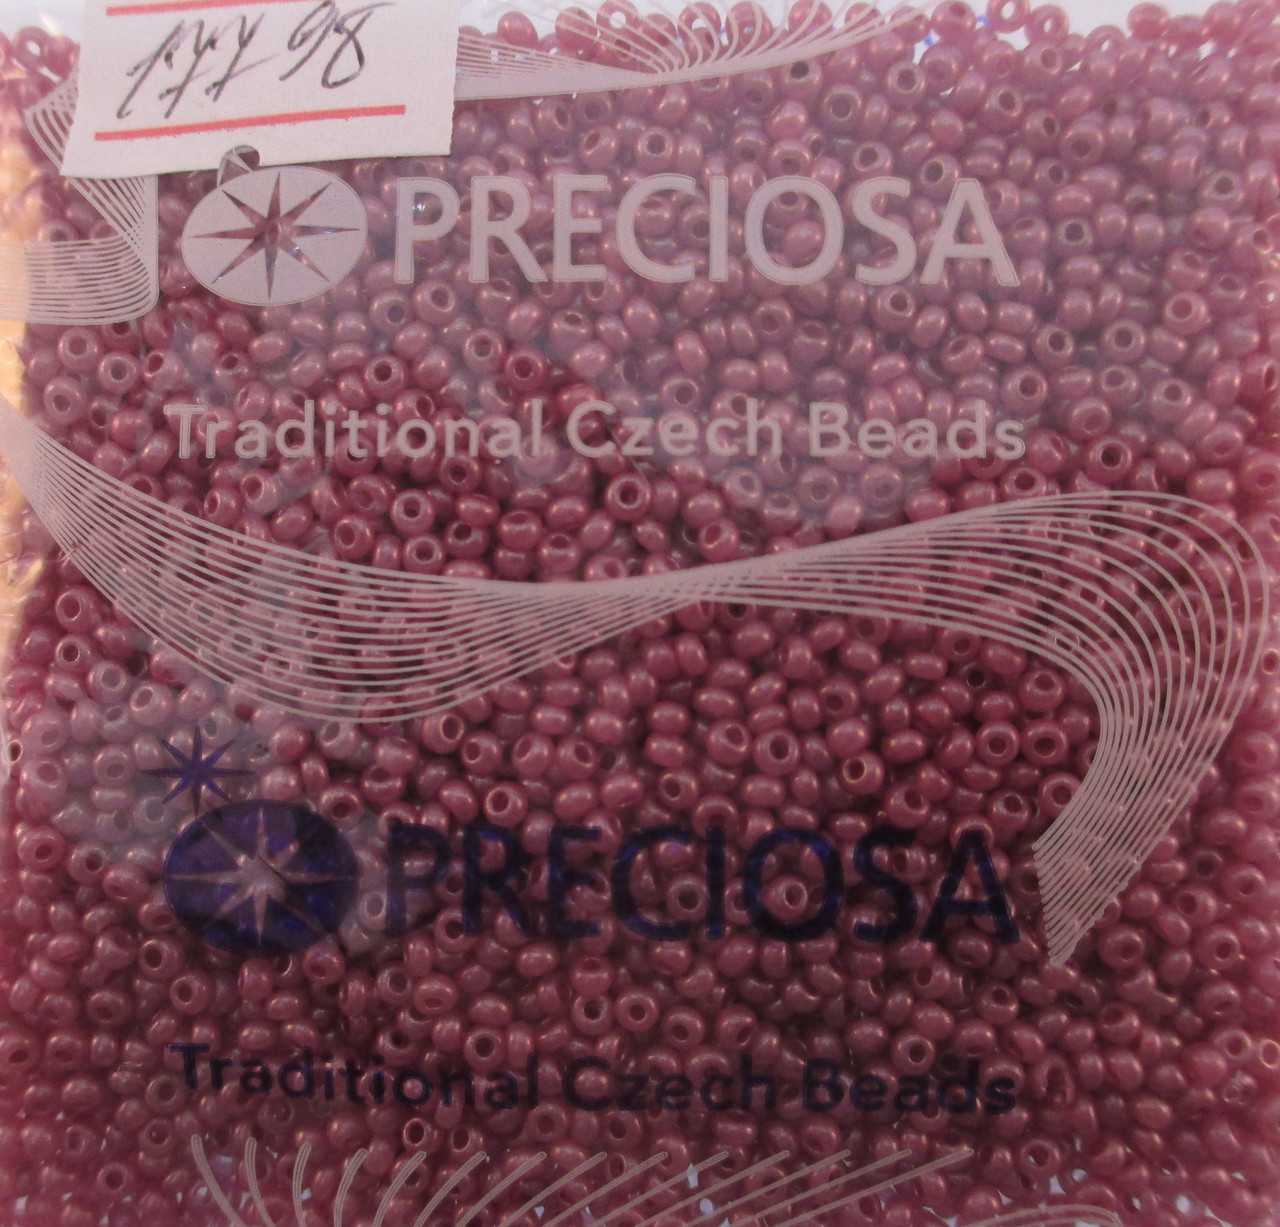 17798
PRECIOSA
Traditional Czech Beads
PRECIOSA
Traditional Czech Beads